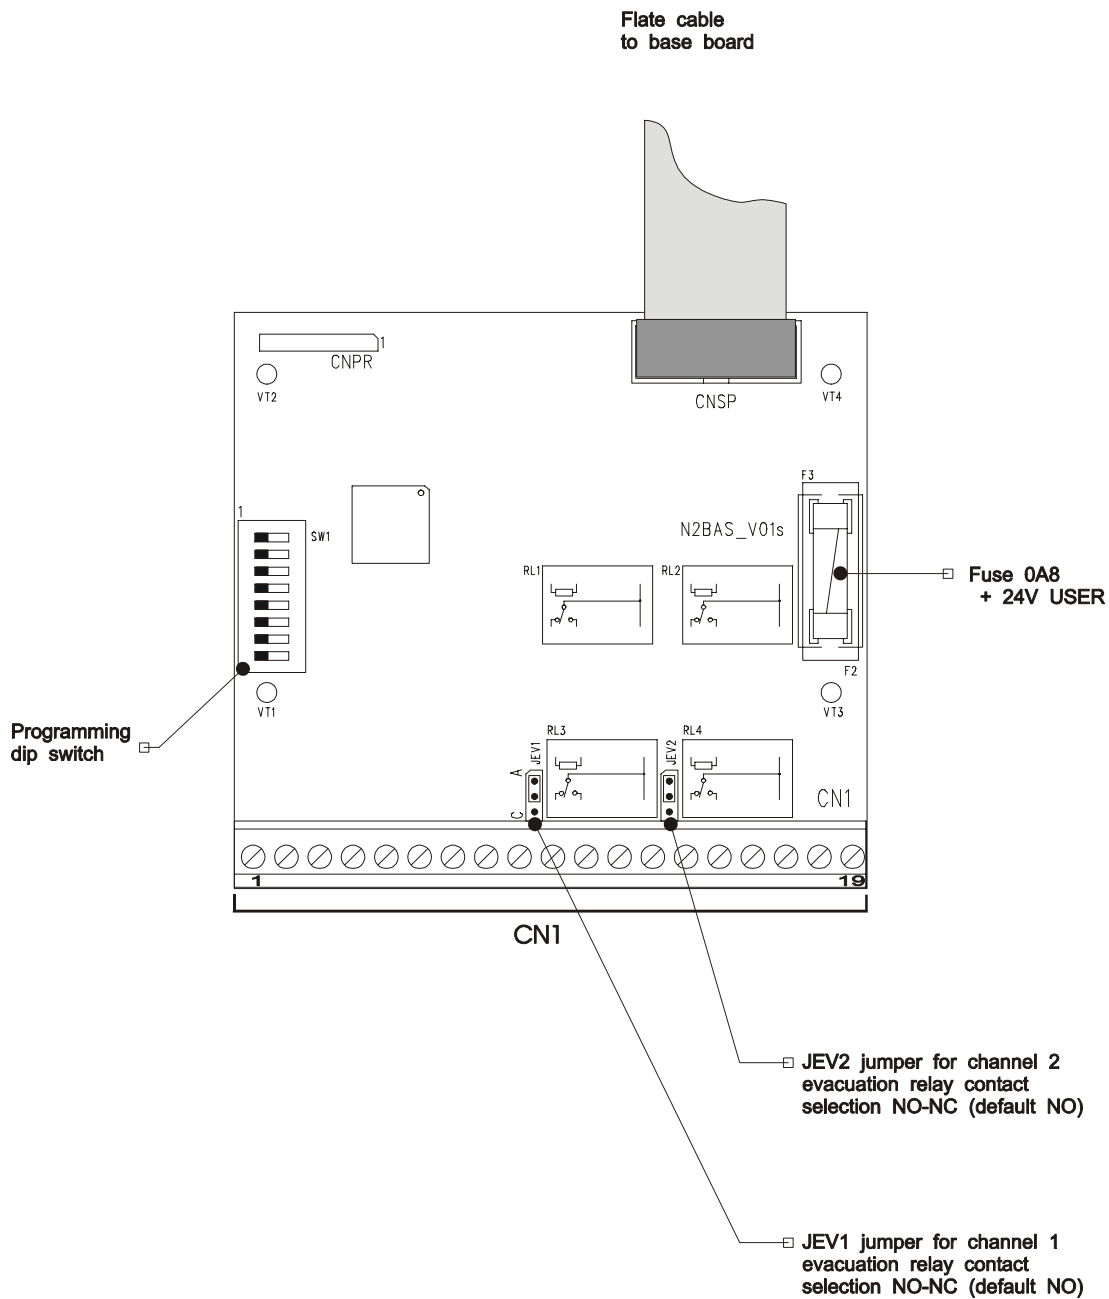 Flate cable
to base board
1
CNPR
VT2
CNSP
VT4
F3
1
SW1
N2BAS_V01s
RL1
RL2
Fuse 0A8
+ 24V USER
F2
VT1
VT3
Programming
dip switch
JEV1
RL3
JEV2
RL4
A
C
CN1
1
19
CN1
JEV2 jumper for channel 2
evacuation relay contact
selection NO-NC (default NO)
JEV1 jumper for channel 1
evacuation relay contact
selection NO-NC (default NO)